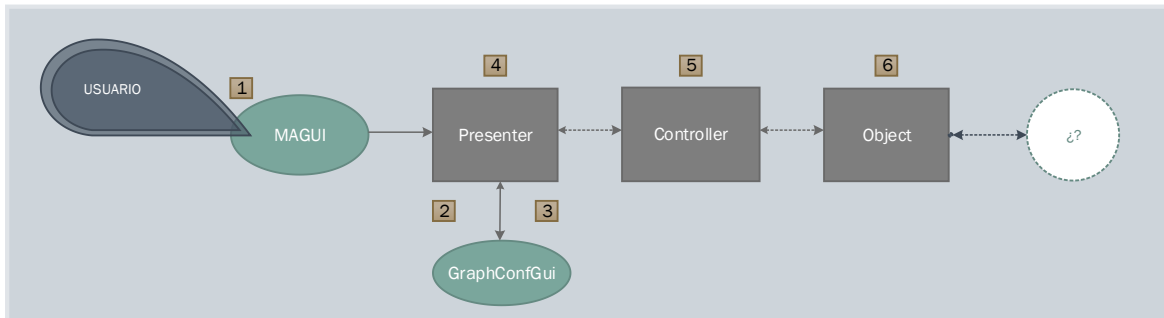 4
5
6
USUARIO
1
MAGUI
Presenter
Controller
Object
¿?
2
3
GraphConfGui